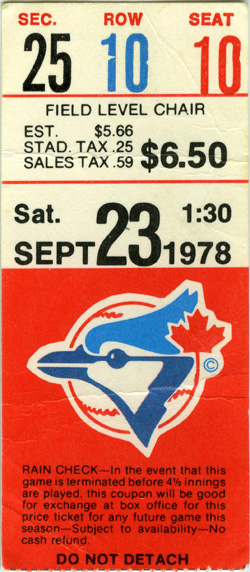 SEC. ROW SEAT
25 10 10
FIELD LEVEL CHAIR
EST. $5.66
STAD. TAX .25
SALES TAX .59 $6.50
Sat. 1:30
SEPT 23 1978
©
RAIN CHECK—In the event that this
game is terminated before 4½ innings
are played, this coupon will be good
for exchange at box office for this
price ticket for any future game this
season—Subject to availability—No
cash refund.
DO NOT DETACH